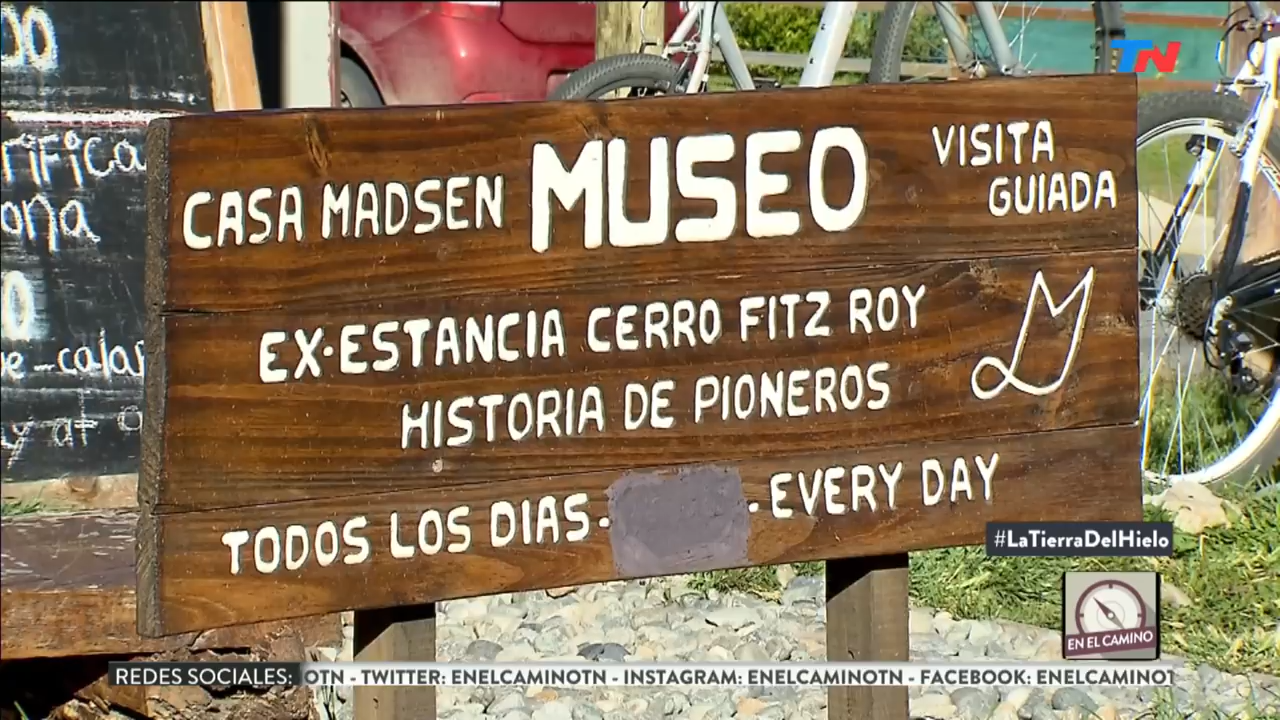 TN
CASA MADSEN MUSEO VISITA GUIADA
EX-ESTANCIA CERRO FITZ ROY
HISTORIA DE PIONEROS
TODOS LOS DIAS · · EVERY DAY
#LaTierraDelHielo
EN EL CAMINO
REDES SOCIALES: OTN - TWITTER: ENELCAMINOTN - INSTAGRAM: ENELCAMINOTN - FACEBOOK: ENELCAMINOT